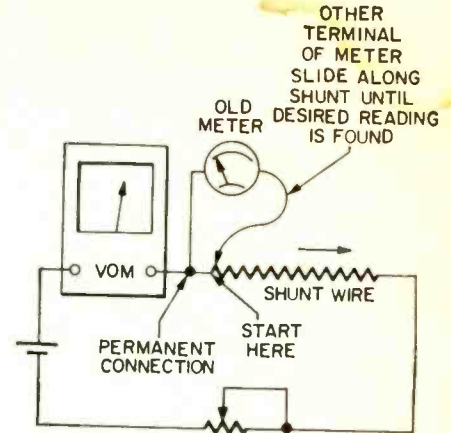 OTHER
TERMINAL
OF METER
SLIDE ALONG
SHUNT UNTIL
DESIRED READING
IS FOUND
OLD
METER
VOM
SHUNT WIRE
PERMANENT
CONNECTION
START
HERE